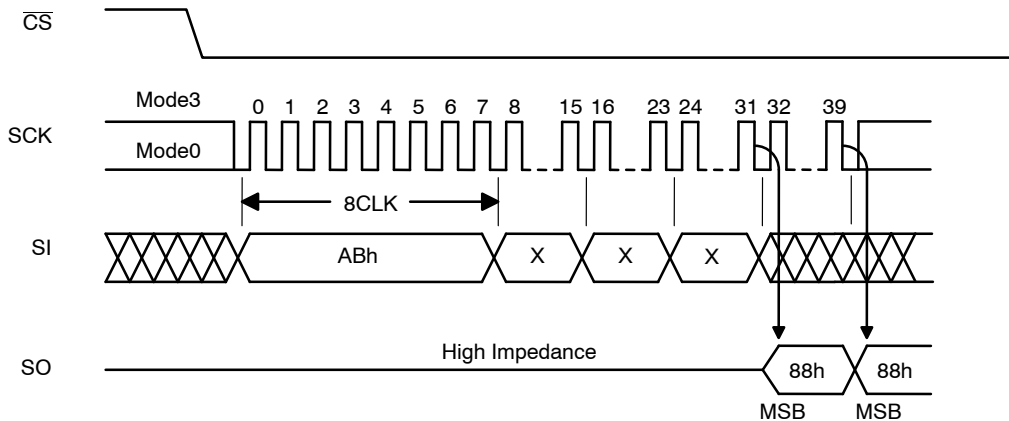 CS
Mode3
0 1 2 3 4 5 6 7 8 15 16 23 24 31 32 39
SCK
Mode0
8CLK
SI
ABh X X X
High Impedance
SO
88h 88h
MSB MSB